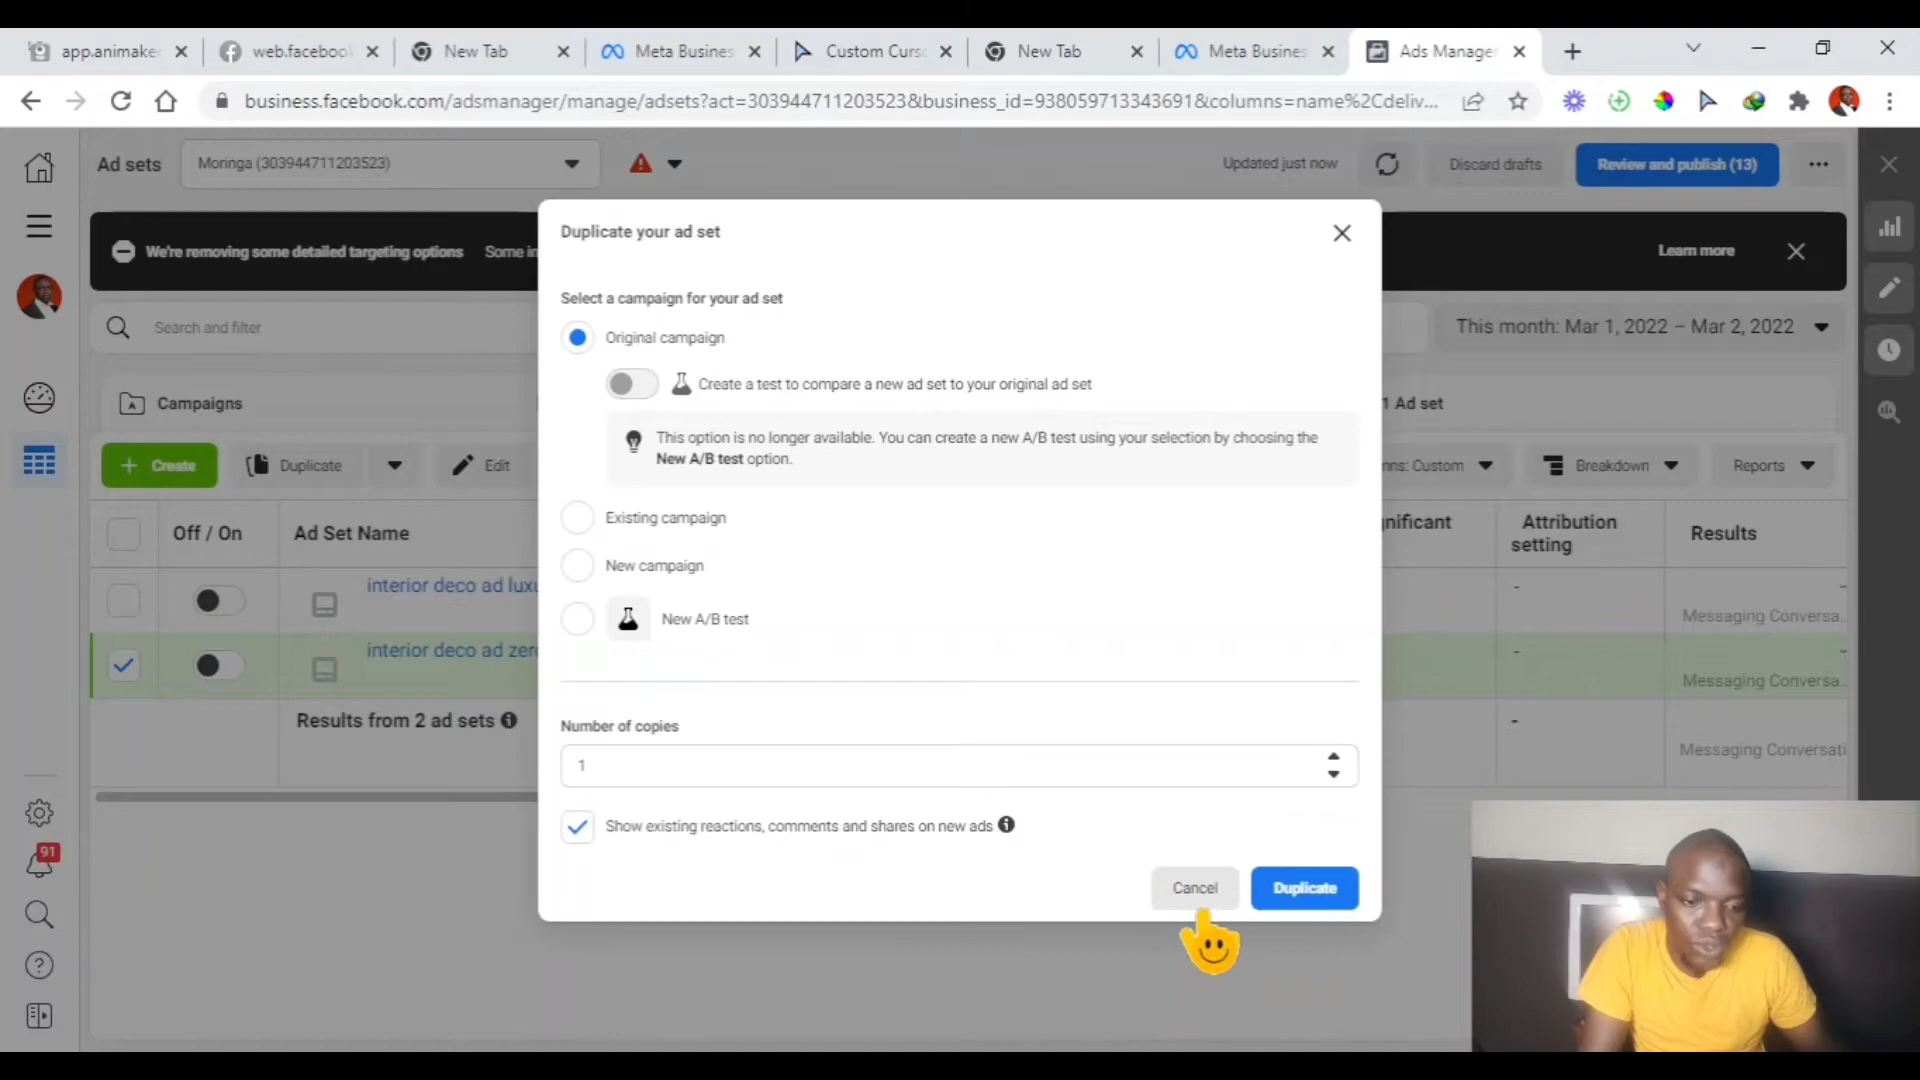 app.animaker
web.facebook
New Tab
Meta Busines
Custom Curs
New Tab
Meta Busines
Ads Manager
business.facebook.com/adsmanager/manage/adsets?act=303944711203523&business_id=938059713343691&columns=name%2Cdeliv...
Ad sets
Moringa (303944711203523)
Updated just now
Discard drafts
Review and publish (13)
We're removing some detailed targeting options
Some in
Learn more
Search and filter
This month: Mar 1, 2022 – Mar 2, 2022
Campaigns
1 Ad set
Create
Duplicate
Edit
ns: Custom
Breakdown
Reports
Off / On
Ad Set Name
nificant
Attribution
setting
Results
interior deco ad luxu
-
-
Messaging Conversa...
interior deco ad zero
-
-
Messaging Conversa...
Results from 2 ad sets
-
-
Messaging Conversati
91
Duplicate your ad set
Select a campaign for your ad set
Original campaign
Create a test to compare a new ad set to your original ad set
This option is no longer available. You can create a new A/B test using your selection by choosing the
New A/B test option.
Existing campaign
New campaign
New A/B test
Number of copies
1
Show existing reactions, comments and shares on new ads
Cancel
Duplicate